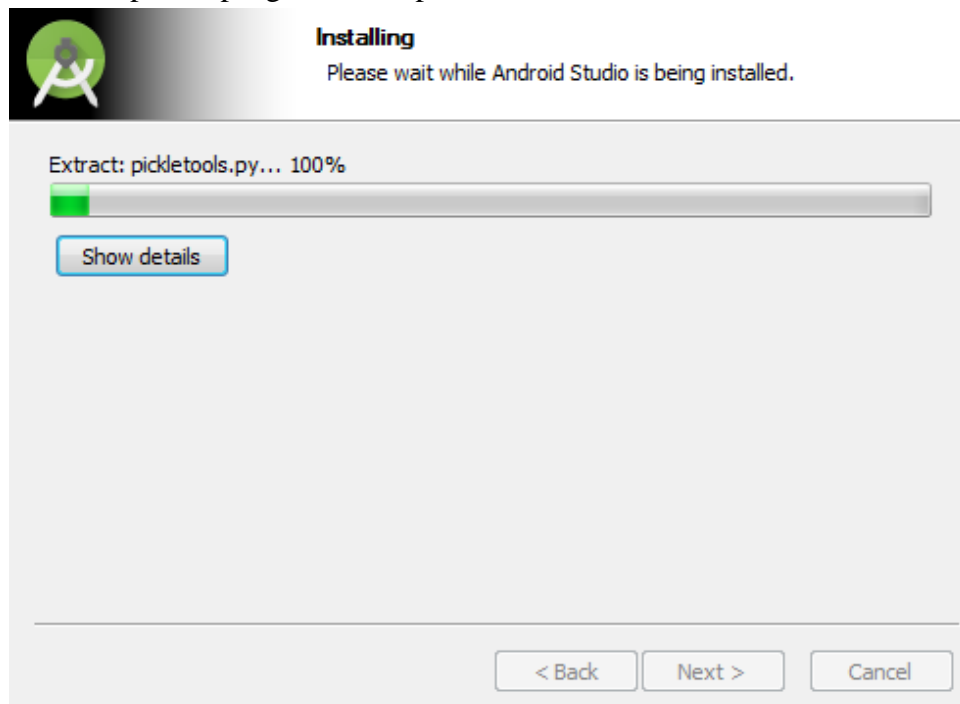 Installing
Please wait while Android Studio is being installed.
Extract: pickletools.py... 100%
Show details
< Back Next > Cancel